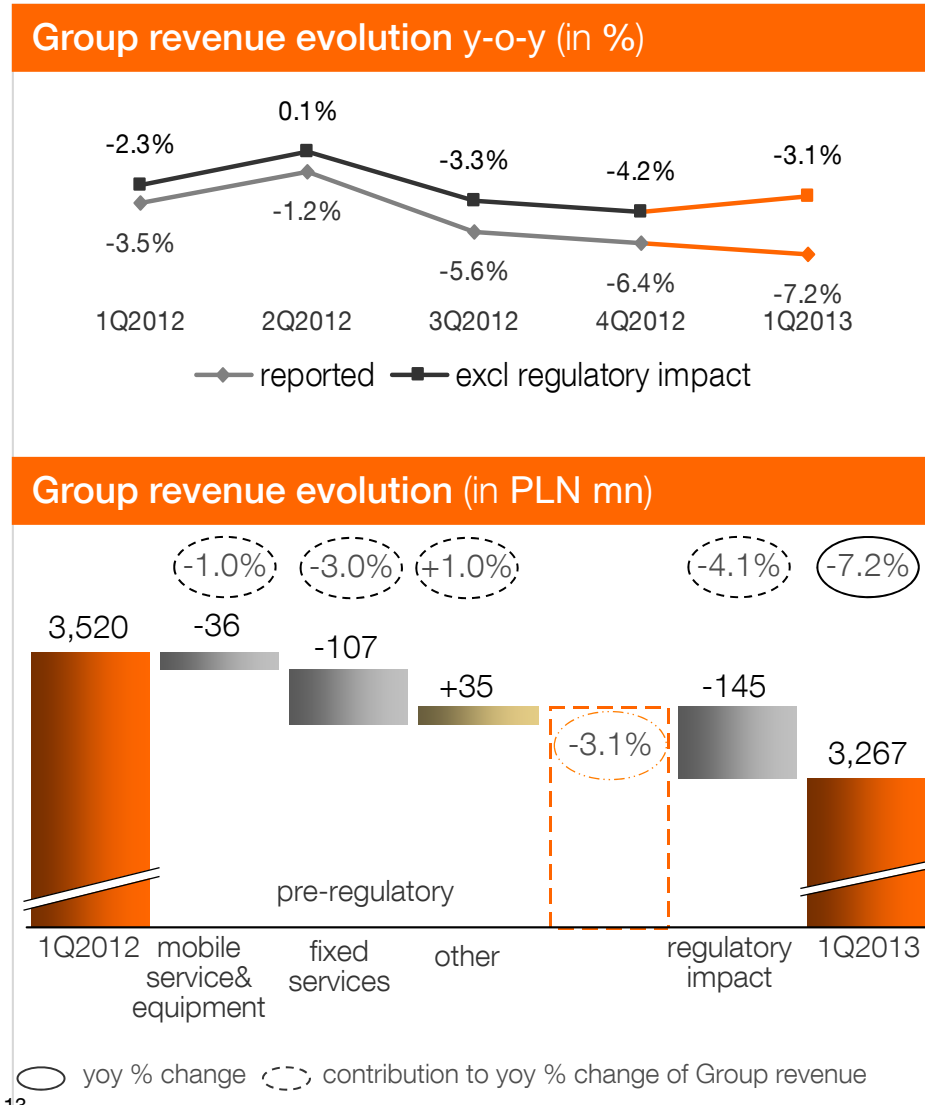 Group revenue evolution y-o-y (in %)
0.1%
-2.3% -3.3% -4.2% -3.1%
-3.5% -1.2% -5.6% -6.4% -7.2%
1Q2012 2Q2012 3Q2012 4Q2012 1Q2013
reported excl regulatory impact
Group revenue evolution (in PLN mn)
-1.0% -3.0% +1.0% -4.1% -7.2%
3,520 -36 -107 +35 -145
-3.1% 3,267
pre-regulatory
1Q2012 mobile service& equipment fixed services other regulatory impact 1Q2013
yoy % change contribution to yoy % change of Group revenue